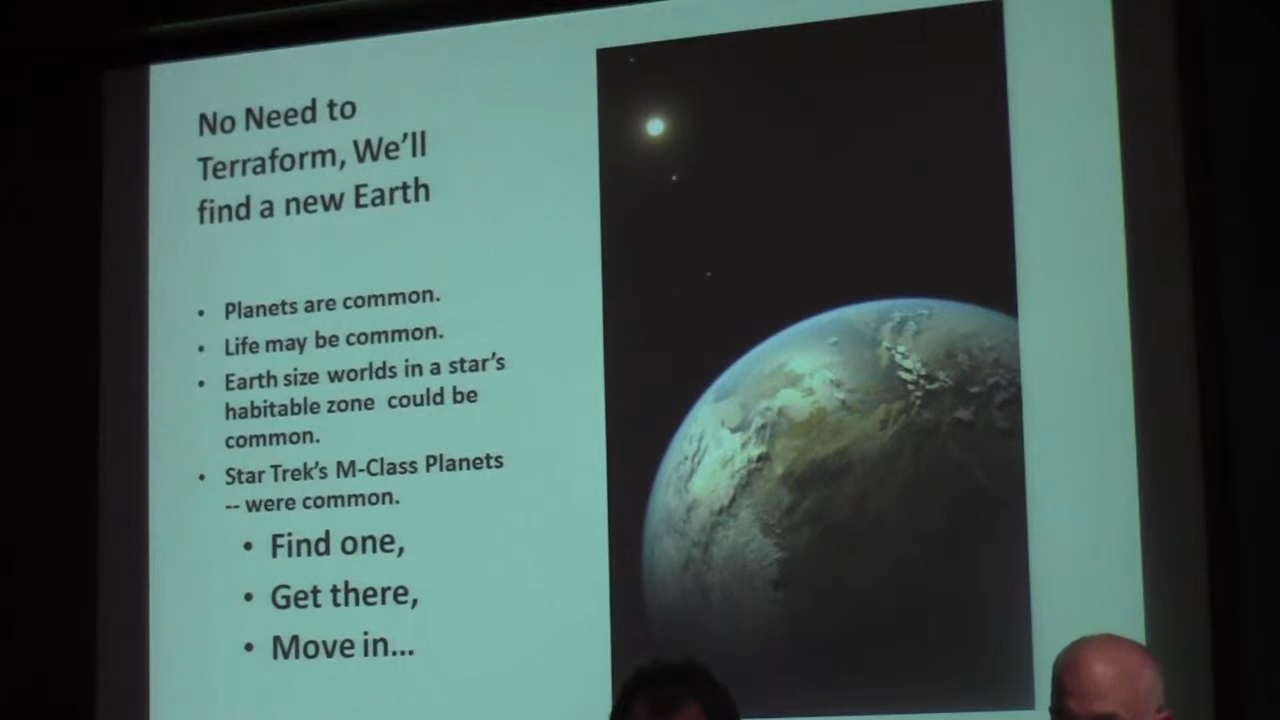 No Need to
Terraform, We'll
find a new Earth
• Planets are common.
• Life may be common.
• Earth size worlds in a star's
habitable zone could be
common.
• Star Trek's M-Class Planets
-- were common.
• Find one,
• Get there,
• Move in...